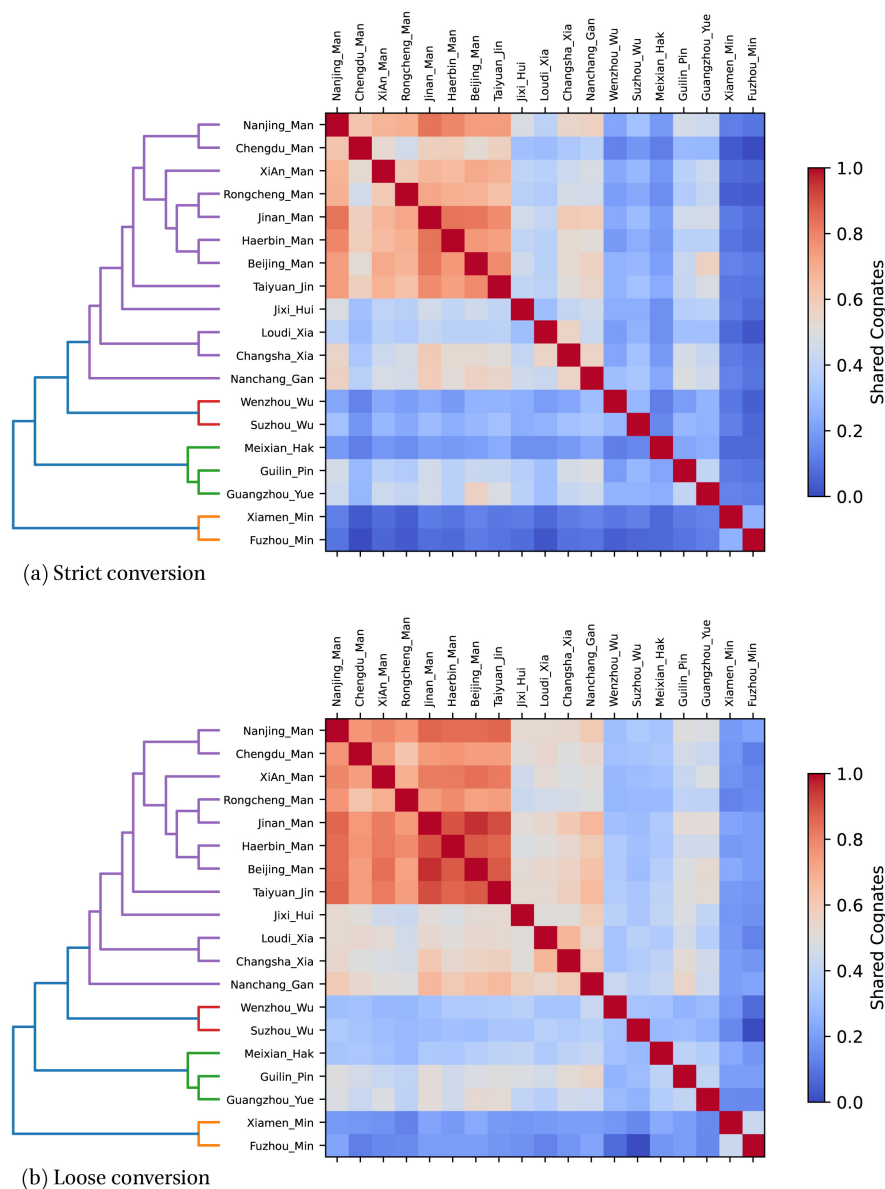 Nanjing_Man
Chengdu_Man
XiAn_Man
Rongcheng_Man
Jinan_Man
Haerbin_Man
Beijing_Man
Taiyuan_Jin
Jixi_Hui
Loudi_Xia
Changsha_Xia
Nanchang_Gan
Wenzhou_Wu
Suzhou_Wu
Meixian_Hak
Guilin_Pin
Guangzhou_Yue
Xiamen_Min
Fuzhou_Min
Nanjing_Man
Chengdu_Man
XiAn_Man
Rongcheng_Man
Jinan_Man
Haerbin_Man
Beijing_Man
Taiyuan_Jin
Jixi_Hui
Loudi_Xia
Changsha_Xia
Nanchang_Gan
Wenzhou_Wu
Suzhou_Wu
Meixian_Hak
Guilin_Pin
Guangzhou_Yue
Xiamen_Min
Fuzhou_Min
1.0
0.8
0.6
0.4
0.2
0.0
Shared Cognates
(a) Strict conversion
Nanjing_Man
Chengdu_Man
XiAn_Man
Rongcheng_Man
Jinan_Man
Haerbin_Man
Beijing_Man
Taiyuan_Jin
Jixi_Hui
Loudi_Xia
Changsha_Xia
Nanchang_Gan
Wenzhou_Wu
Suzhou_Wu
Meixian_Hak
Guilin_Pin
Guangzhou_Yue
Xiamen_Min
Fuzhou_Min
Nanjing_Man
Chengdu_Man
XiAn_Man
Rongcheng_Man
Jinan_Man
Haerbin_Man
Beijing_Man
Taiyuan_Jin
Jixi_Hui
Loudi_Xia
Changsha_Xia
Nanchang_Gan
Wenzhou_Wu
Suzhou_Wu
Meixian_Hak
Guilin_Pin
Guangzhou_Yue
Xiamen_Min
Fuzhou_Min
1.0
0.8
0.6
0.4
0.2
0.0
Shared Cognates
(b) Loose conversion